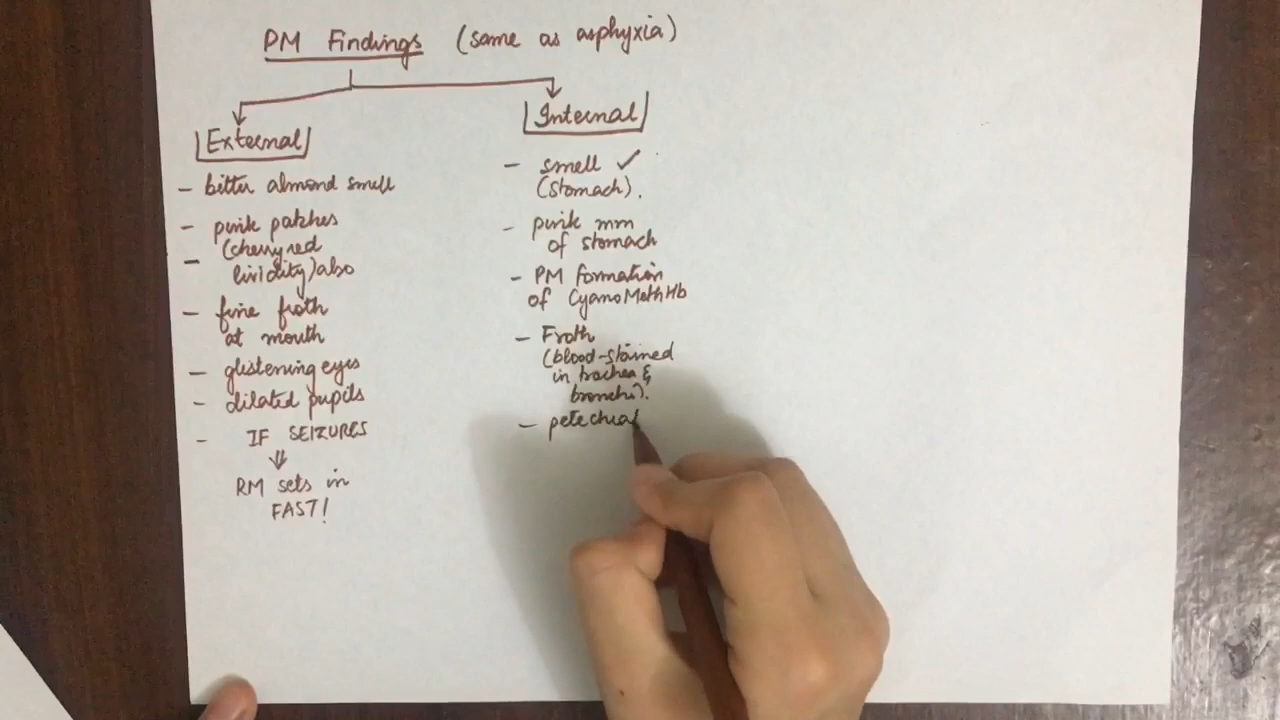 PM Findings (same as asphyxia)
External
- bitter almond smell
- pink patches
(cherry red
- lividity) also
- fine froth
at mouth
- glistening eyes
- dilated pupils
- IF SEIZURES
⇓
RM sets in
FAST!
Internal
- smell ✓
(stomach).
- pink mm
of stomach
- PM formation
of CyanoMethHb
- Froth
(blood-stained
in trachea &
bronchi).
- petechial